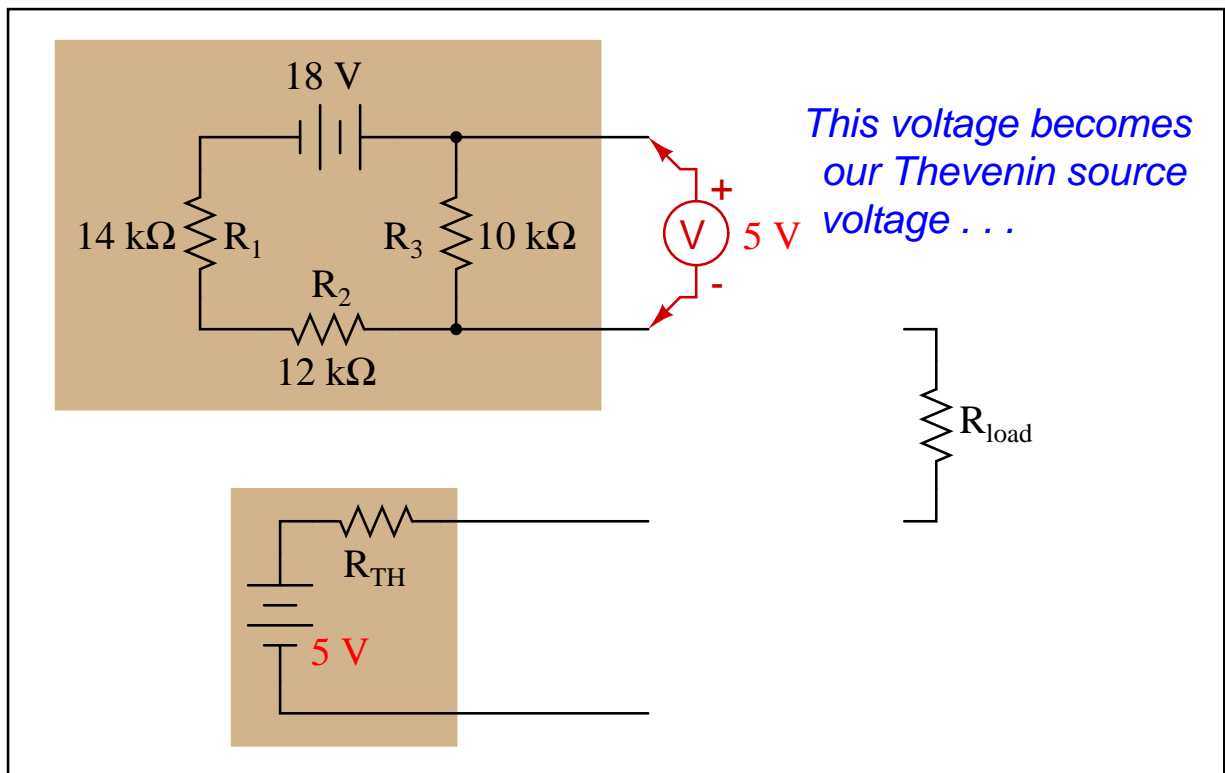 18 V
This voltage becomes
our Thevenin source
voltage . . .
14 kΩ R1
R3 10 kΩ
+
V 5 V
-
R2
12 kΩ
Rload
RTH
5 V